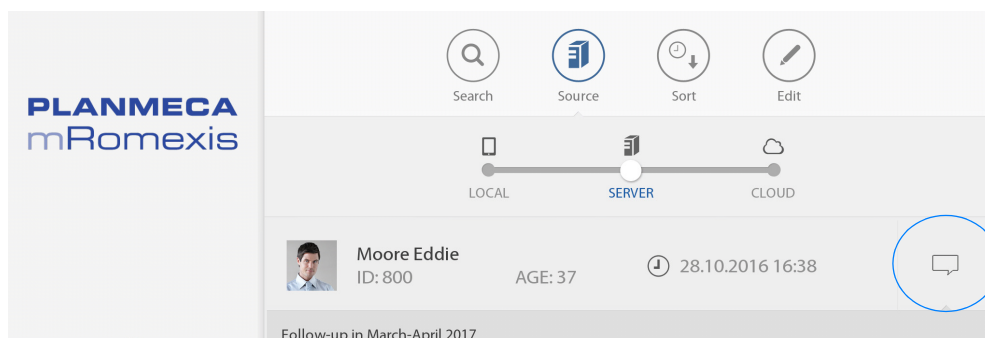 PLANMECA
mRomexis
Search Source Sort Edit
LOCAL SERVER CLOUD
Moore Eddie
ID: 800 AGE: 37 28.10.2016 16:38
Follow-up in March-April 2017